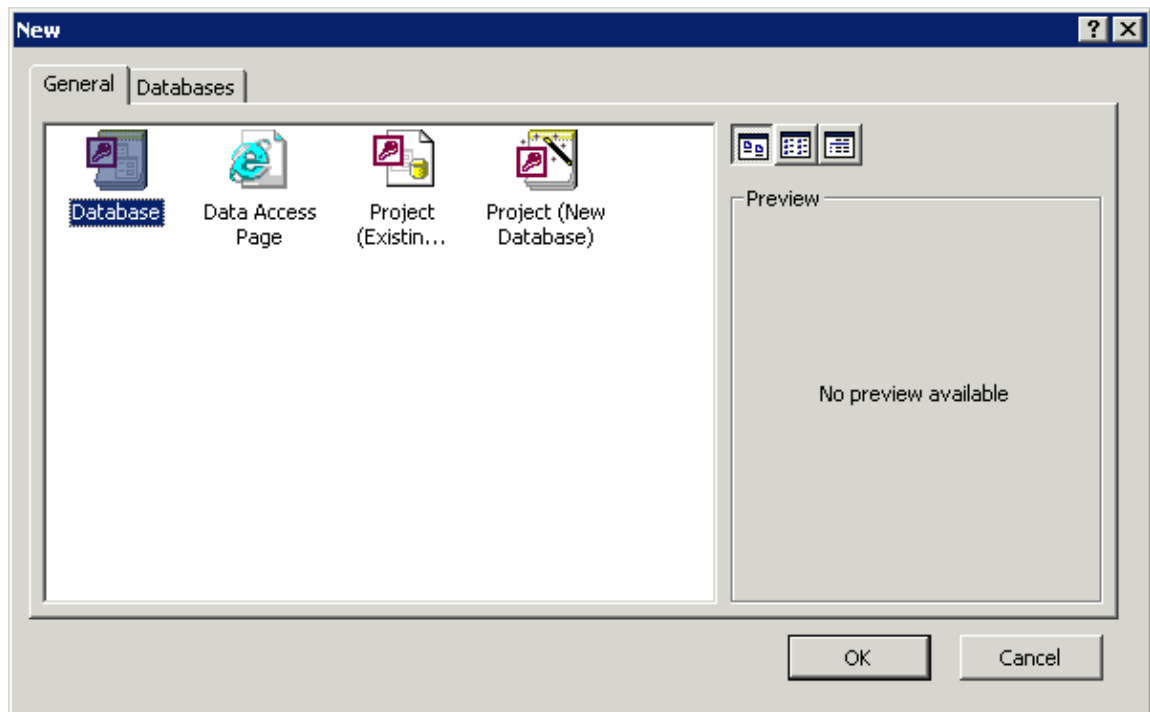 New
General
Databases
Database
Data Access
Page
Project
(Existin...
Project (New
Database)
Preview
No preview available
OK
Cancel